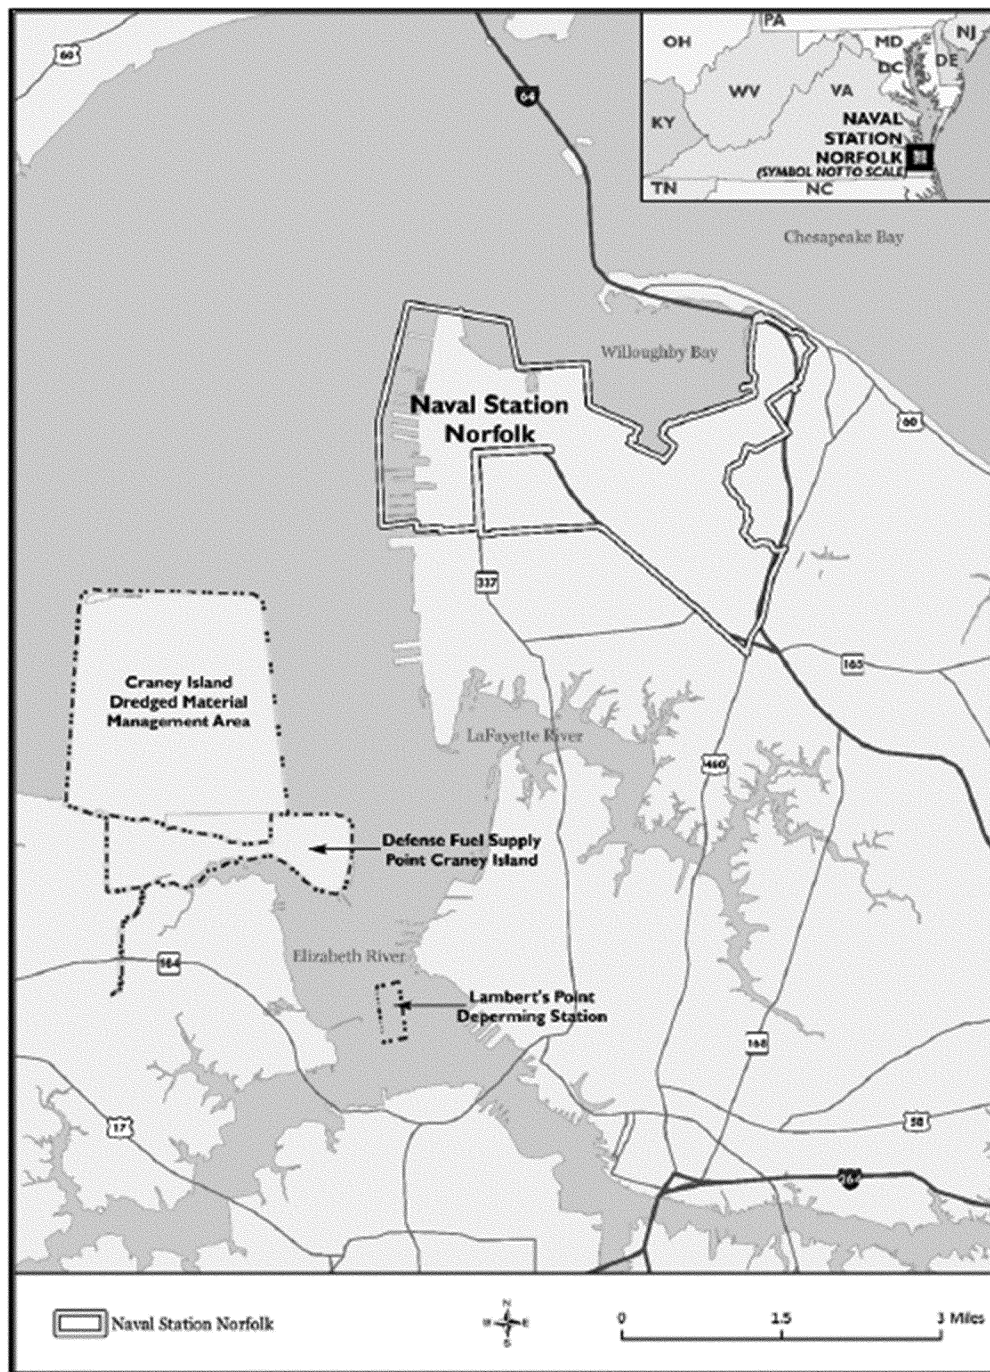 60
64
PA
OH
MD
NJ
DC
DE
WV
VA
KY
NAVAL
STATION
NORFOLK
(SYMBOL NOT TO SCALE)
TN
NC
Chesapeake Bay
Willoughby Bay
Naval Station
Norfolk
60
337
165
Craney Island
Dredged Material
Management Area
LaFayette River
460
Defense Fuel Supply
Point Craney Island
Elizabeth River
164
Lambert's Point
Deperming Station
168
17
58
264
Naval Station Norfolk
N
W
E
S
0
1.5
3 Miles